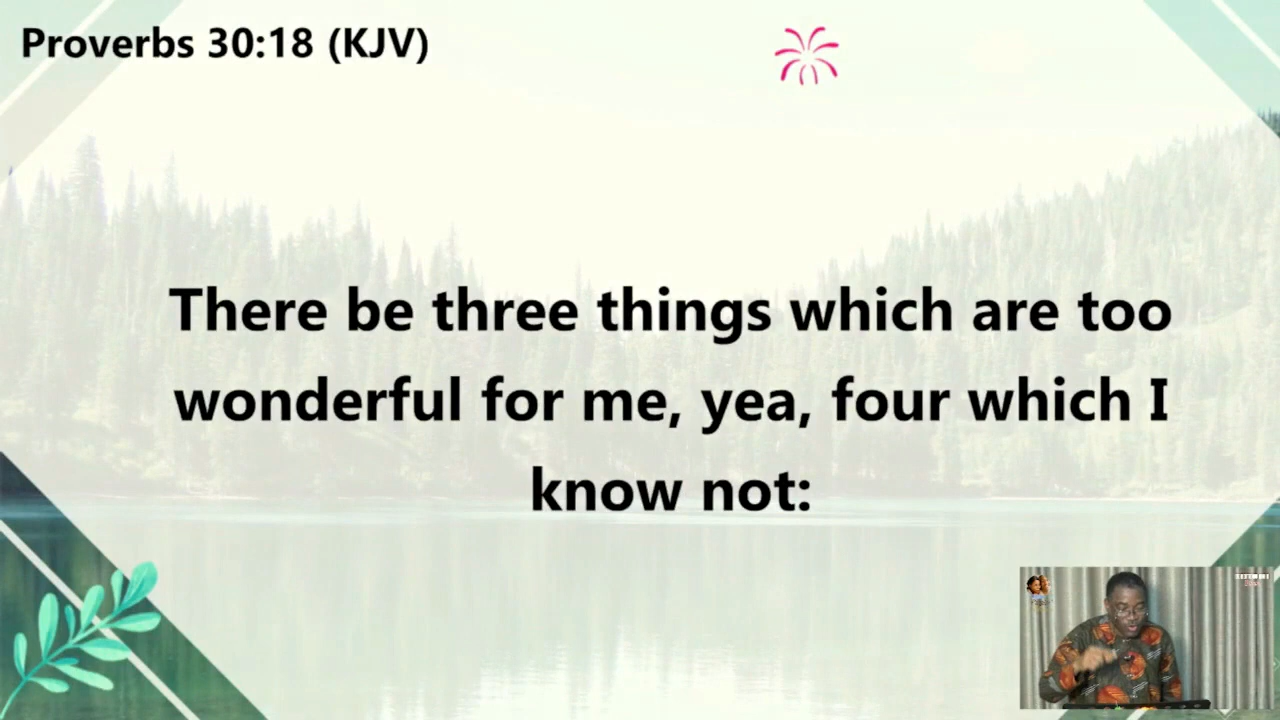 Proverbs 30:18 (KJV)
There be three things which are too
wonderful for me, yea, four which I
know not: